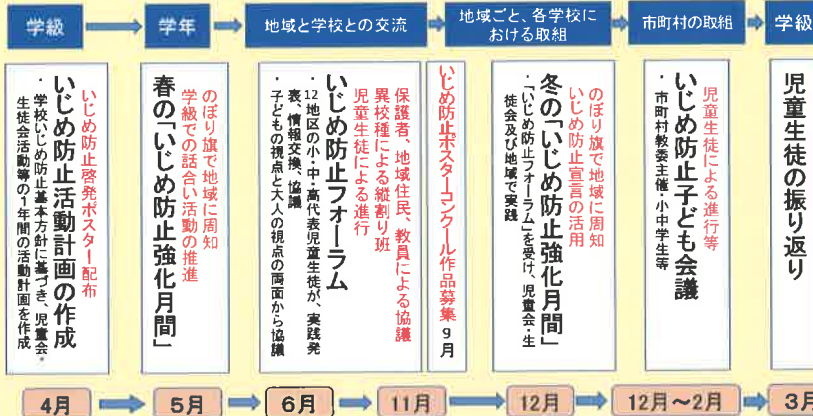 学級
学年
地域と学校との交流
地域ごと、各学校に
おける取組
市町村の取組
学級
いじめ防止啓発ポスター配布
いじめ防止活動計画の作成
・学校いじめ防止基本方針に基づき、児童会・
生徒会活動等の1年間の活動計画を作成
のぼり旗で地域に周知
学級での話合い活動の推進
春の「いじめ防止強化月間」
保護者、地域住民、教員による協議
異校種による縦割り班
児童生徒による進行
いじめ防止フォーラム
・12地区の小・中・高代表児童生徒が、実践発
表、情報交換、協議
・子どもの視点と大人の視点の両面から協議
いじめ防止ポスターコンクール作品募集 9月
のぼり旗で地域に周知
いじめ防止宣言の活用
冬の「いじめ防止強化月間」
・「いじめ防止フォーラム」を受け、児童会・生
徒会及び地域で実践
児童生徒による進行等
いじめ防止子ども会議
・市町村教委主催・小中学生等
児童生徒の振り返り
4月
5月
6月
11月
12月
12月～2月
3月